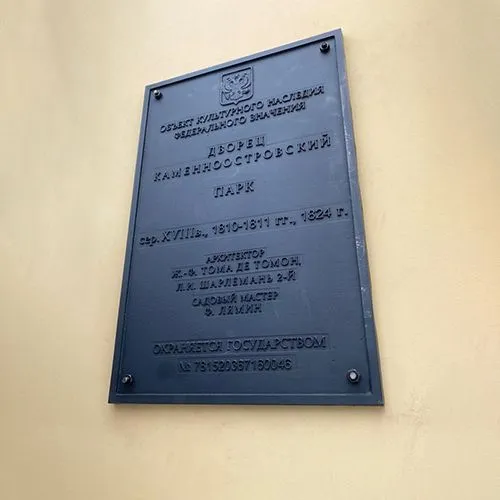 ОБЪЕКТ КУЛЬТУРНОГО НАСЛЕДИЯ
ФЕДЕРАЛЬНОГО ЗНАЧЕНИЯ
ДВОРЕЦ
КАМЕННООСТРОВСКИЙ
ПАРК
сер. XVIIIв., 1810-1811 гг., 1824 г.
АРХИТЕКТОР
Ж.-Ф. ТОМА ДЕ ТОМОН,
Л.И. ШАРЛЕМАНЬ 2-Й
САДОВЫЙ МАСТЕР
Ф. ЛЯМИН
ОХРАНЯЕТСЯ ГОСУДАРСТВОМ
№ 781520367160046